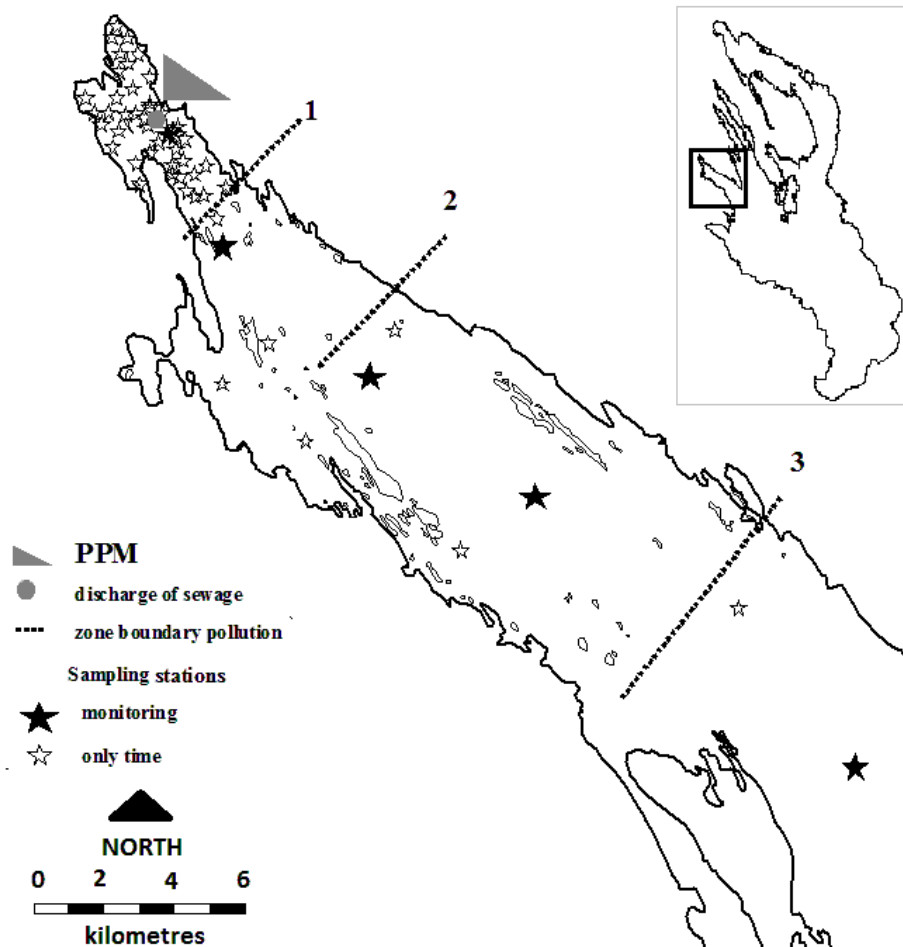 1
2
3
PPM
discharge of sewage
zone boundary pollution
Sampling stations
monitoring
only time
NORTH
0 2 4 6
kilometres